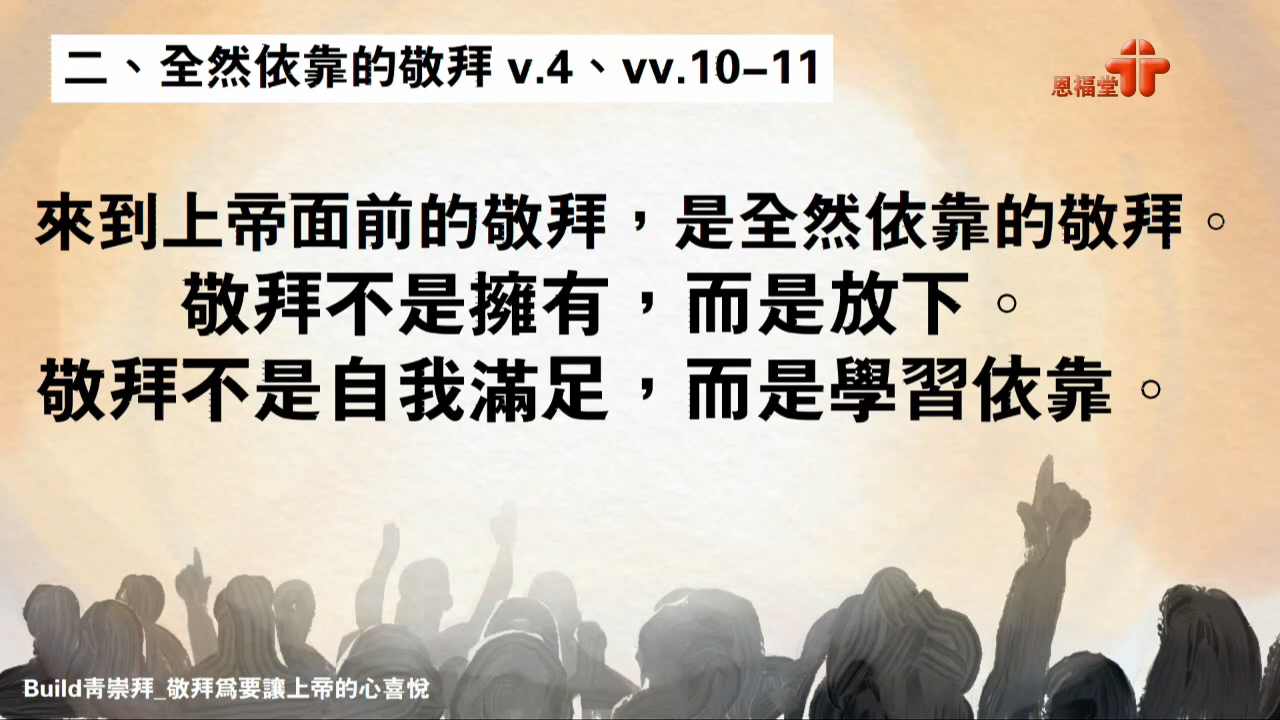 二、全然依靠的敬拜 v.4、vv.10–11
恩福堂
來到上帝面前的敬拜，是全然依靠的敬拜。
敬拜不是擁有，而是放下。
敬拜不是自我滿足，而是學習依靠。
Build靑崇拜_敬拜爲要讓上帝的心喜悅